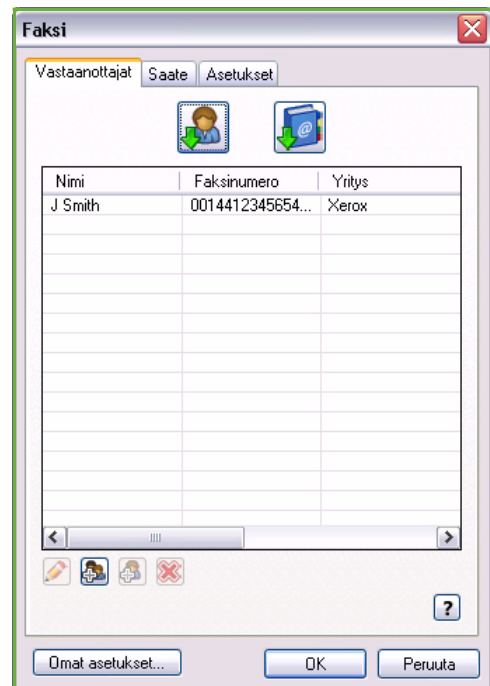 Faksi
Vastaanottajat Saate Asetukset
Nimi Faksinumero Yritys
J Smith 0014412345654... Xerox
?
Omat asetukset... OK Peruuta